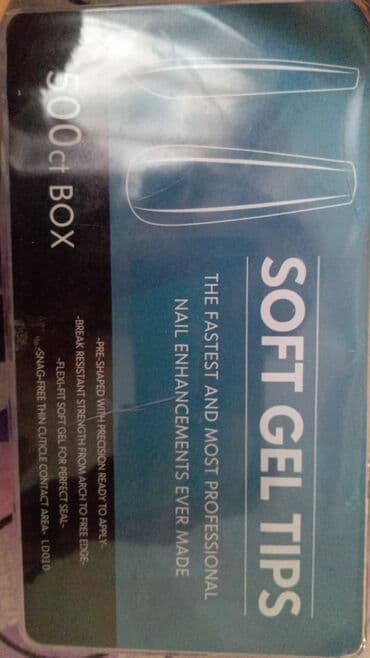 SOFT GEL TIPS
THE FASTEST AND MOST PROFESSIONAL
NAIL ENHANCEMENTS EVER MADE
500ct BOX
-PRE-SHAPED WITH PRECISION READY TO APPLY-
-BREAK RESISTANT STRENGTH FROM ARCH TO FREE EDGE-
-FLEXI-FIT SOFT GEL FOR PERFECT SEAL-
-SNAG-FREE THIN CUTICLE CONTACT AREA- LD010